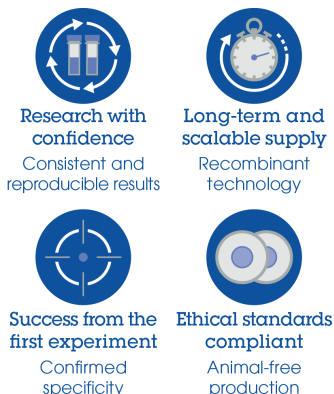 Research with
confidence
Consistent and
reproducible results
Long-term and
scalable supply
Recombinant
technology
Success from the
first experiment
Confirmed
specificity
Ethical standards
compliant
Animal-free
production